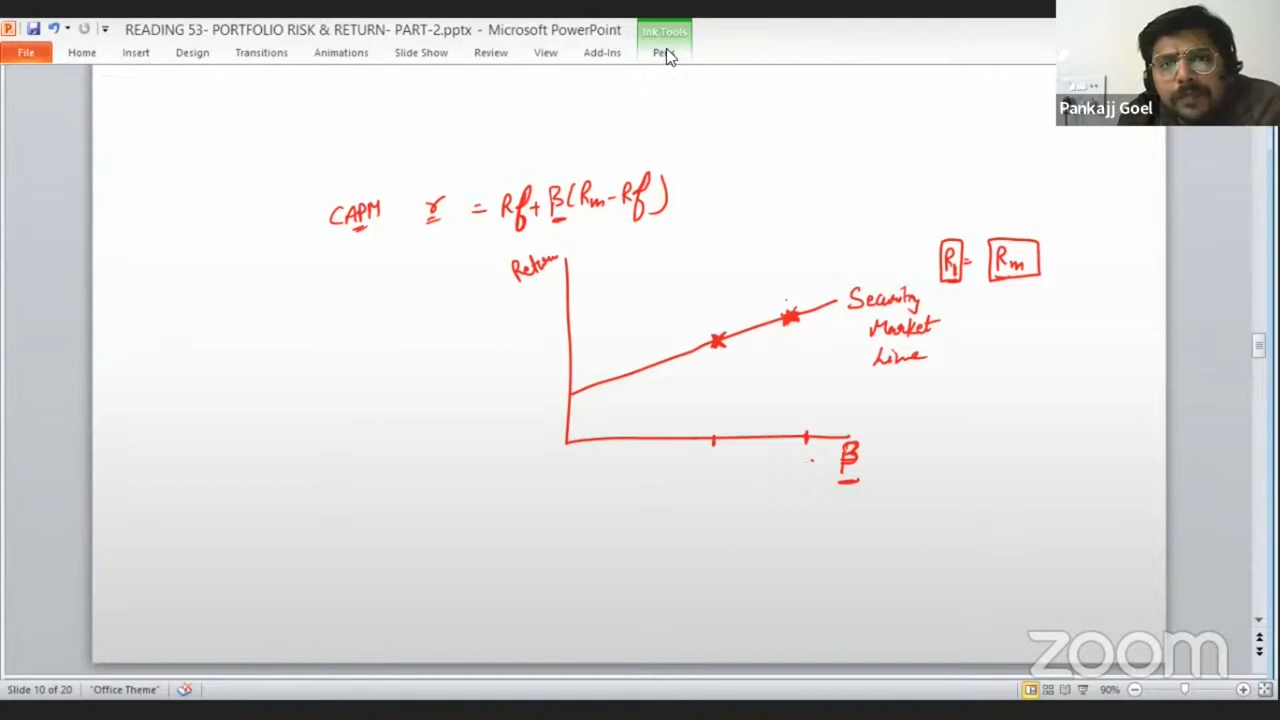 READING 53- PORTFOLIO RISK & RETURN- PART-2.pptx - Microsoft PowerPoint
Ink Tools
File Home Insert Design Transitions Animations Slide Show Review View Add-Ins
Pankajj Goel
CAPM r = Rf + β (Rm - Rf)
Return
= Rm
Security
Market
Line
β
zoom
Slide 10 of 20 "Office Theme" 90%